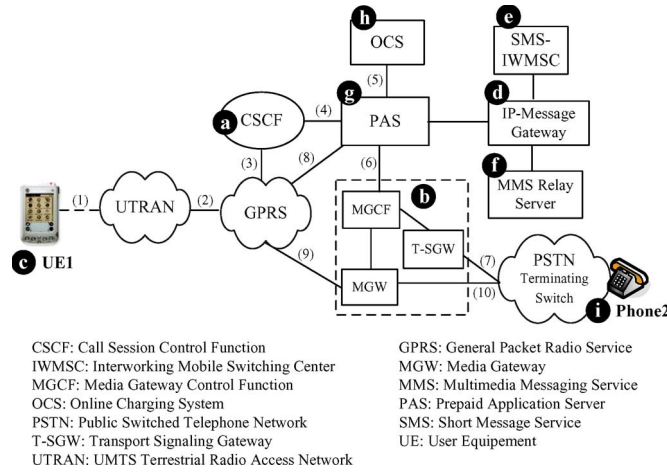 h
OCS
e
SMS-
IWMSC
(5)
g
PAS
d
IP-Message
Gateway
a
CSCF
(4)
(3)
(8)
(6)
f
MMS Relay
Server
(1)
UTRAN
(2)
GPRS
b
MGCF
T-SGW
(7)
(9)
MGW
(10)
PSTN
Terminating
Switch
c UE1
i Phone2
CSCF: Call Session Control Function
IWMSC: Interworking Mobile Switching Center
MGCF: Media Gateway Control Function
OCS: Online Charging System
PSTN: Public Switched Telephone Network
T-SGW: Transport Signaling Gateway
UTRAN: UMTS Terrestrial Radio Access Network
GPRS: General Packet Radio Service
MGW: Media Gateway
MMS: Multimedia Messaging Service
PAS: Prepaid Application Server
SMS: Short Message Service
UE: User Equipement